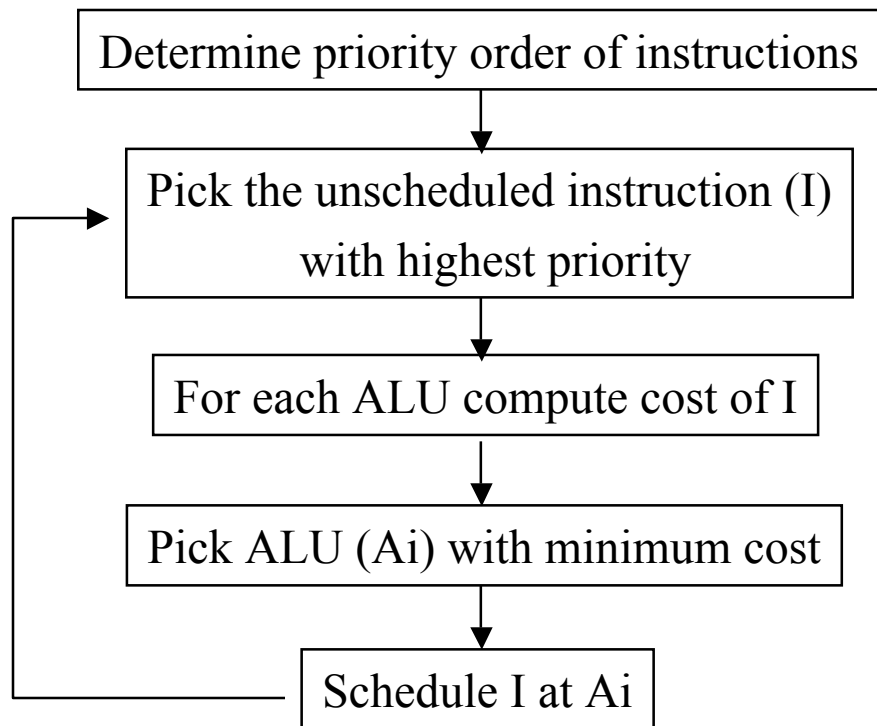 Determine priority order of instructions
Pick the unscheduled instruction (I)
with highest priority
For each ALU compute cost of I
Pick ALU (Ai) with minimum cost
Schedule I at Ai